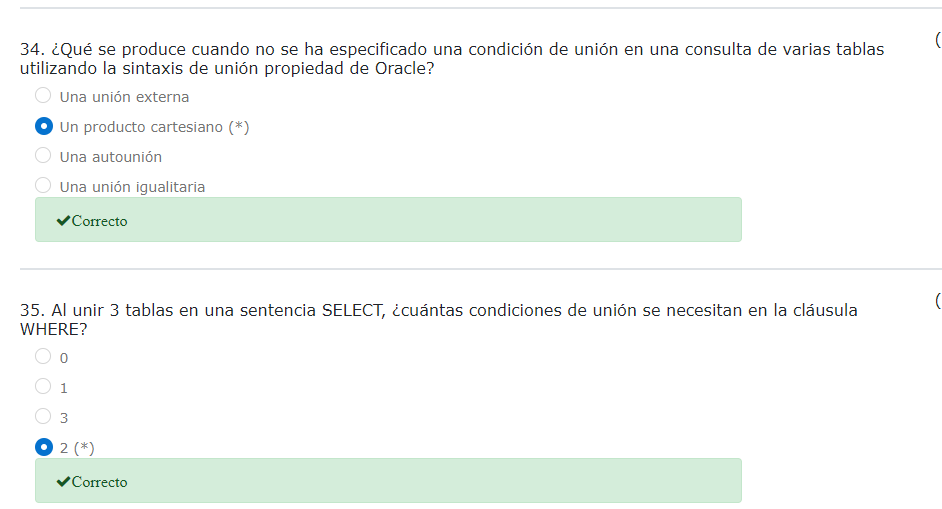 34. ¿Qué se produce cuando no se ha especificado una condición de unión en una consulta de varias tablas
utilizando la sintaxis de unión propiedad de Oracle?
Una unión externa
Un producto cartesiano (*)
Una autounión
Una unión igualitaria
✔Correcto
35. Al unir 3 tablas en una sentencia SELECT, ¿cuántas condiciones de unión se necesitan en la cláusula
WHERE?
0
1
3
2 (*)
✔Correcto